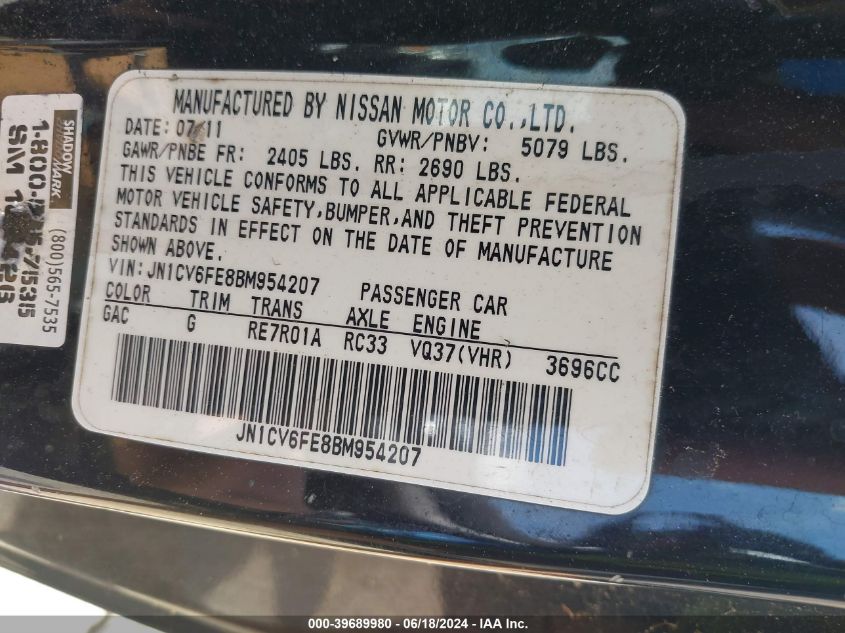 MANUFACTURED BY NISSAN MOTOR CO.,LTD.
DATE: 07 11 GVWR/PNBV: 5079 LBS.
GAWR/PNBE FR: 2405 LBS. RR: 2690 LBS.
THIS VEHICLE CONFORMS TO ALL APPLICABLE FEDERAL
MOTOR VEHICLE SAFETY,BUMPER,AND THEFT PREVENTION
STANDARDS IN EFFECT ON THE DATE OF MANUFACTURE
SHOWN ABOVE.
VIN:JN1CV6FE8BM954207 PASSENGER CAR
COLOR TRIM TRANS AXLE ENGINE
GAC G RE7R01A RC33 VQ37(VHR) 3696CC
JN1CV6FE8BM954207
SHADOW
MARK
(800)565-7535
SM
000-39689980 - 06/18/2024 - IAA Inc.